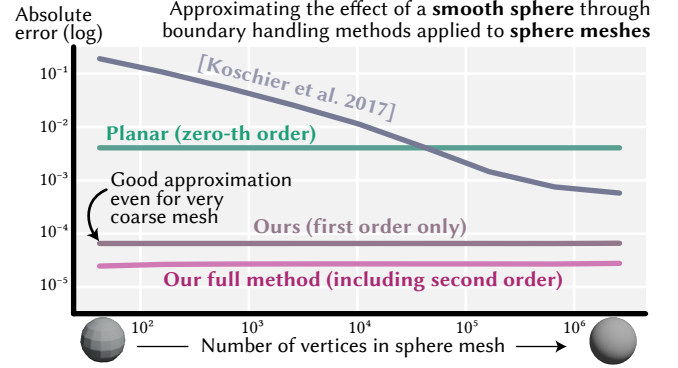 Absolute
error (log)
Approximating the effect of a smooth sphere through
boundary handling methods applied to sphere meshes
10⁻¹
[Koschier et al. 2017]
10⁻²
Planar (zero-th order)
10⁻³
Good approximation
even for very
coarse mesh
10⁻⁴
Ours (first order only)
10⁻⁵
Our full method (including second order)
10² 10³ 10⁴ 10⁵ 10⁶
Number of vertices in sphere mesh